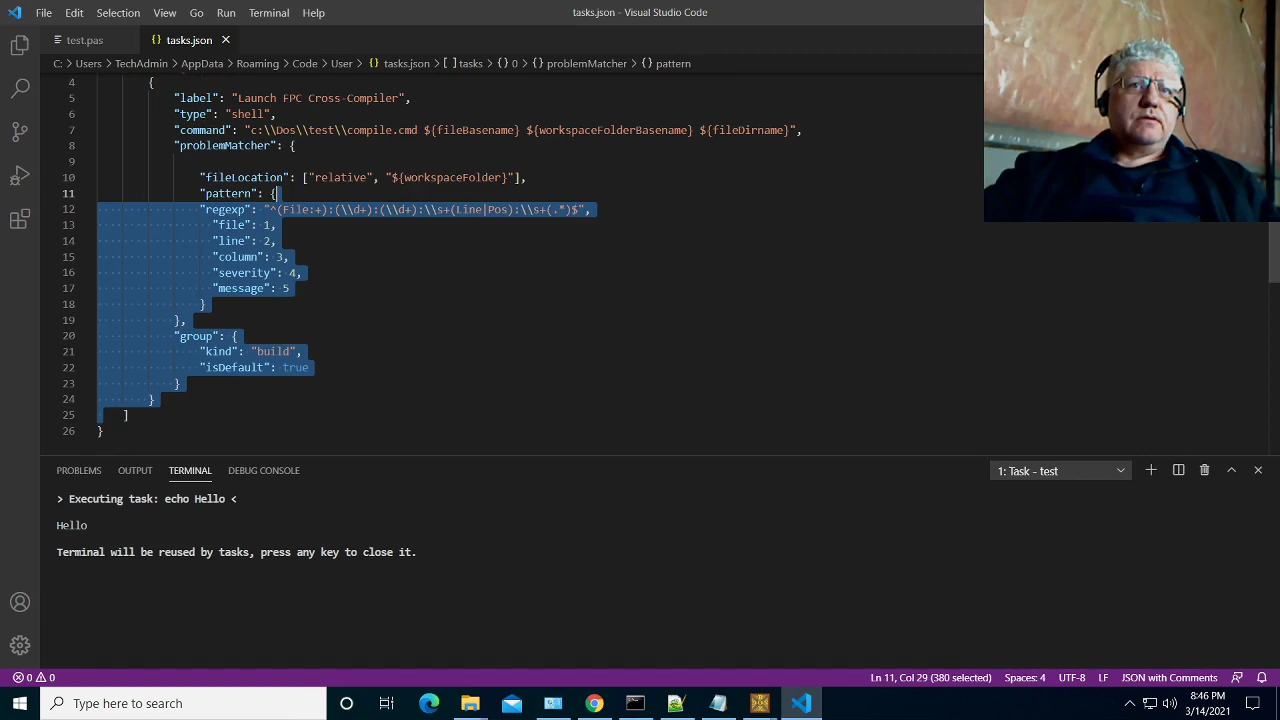 File Edit Selection View Go Run Terminal Help
tasks.json - Visual Studio Code
test.pas
{} tasks.json ×
C: > Users > TechAdmin > AppData > Roaming > Code > User > {} tasks.json > [ ] tasks > {} 0 > {} problemMatcher > {} pattern
4 {
5 "label": "Launch FPC Cross-Compiler",
6 "type": "shell",
7 "command": "c:\\Dos\\test\\compile.cmd ${fileBasename} ${workspaceFolderBasename} ${fileDirname}",
8 "problemMatcher": {
9
10 "fileLocation": ["relative", "${workspaceFolder}"],
11 "pattern": {
12 "regexp": "^(File:+):(\\d+):(\\d+):\\s+(Line|Pos):\\s+(.*)$",
13 "file": 1,
14 "line": 2,
15 "column": 3,
16 "severity": 4,
17 "message": 5
18 }
19 },
20 "group": {
21 "kind": "build",
22 "isDefault": true
23 }
24 }
25 ]
26 }
PROBLEMS OUTPUT TERMINAL DEBUG CONSOLE
1: Task - test
> Executing task: echo Hello <
Hello
Terminal will be reused by tasks, press any key to close it.
0 0
Ln 11, Col 29 (380 selected) Spaces: 4 UTF-8 LF JSON with Comments
Type here to search
8:46 PM
3/14/2021